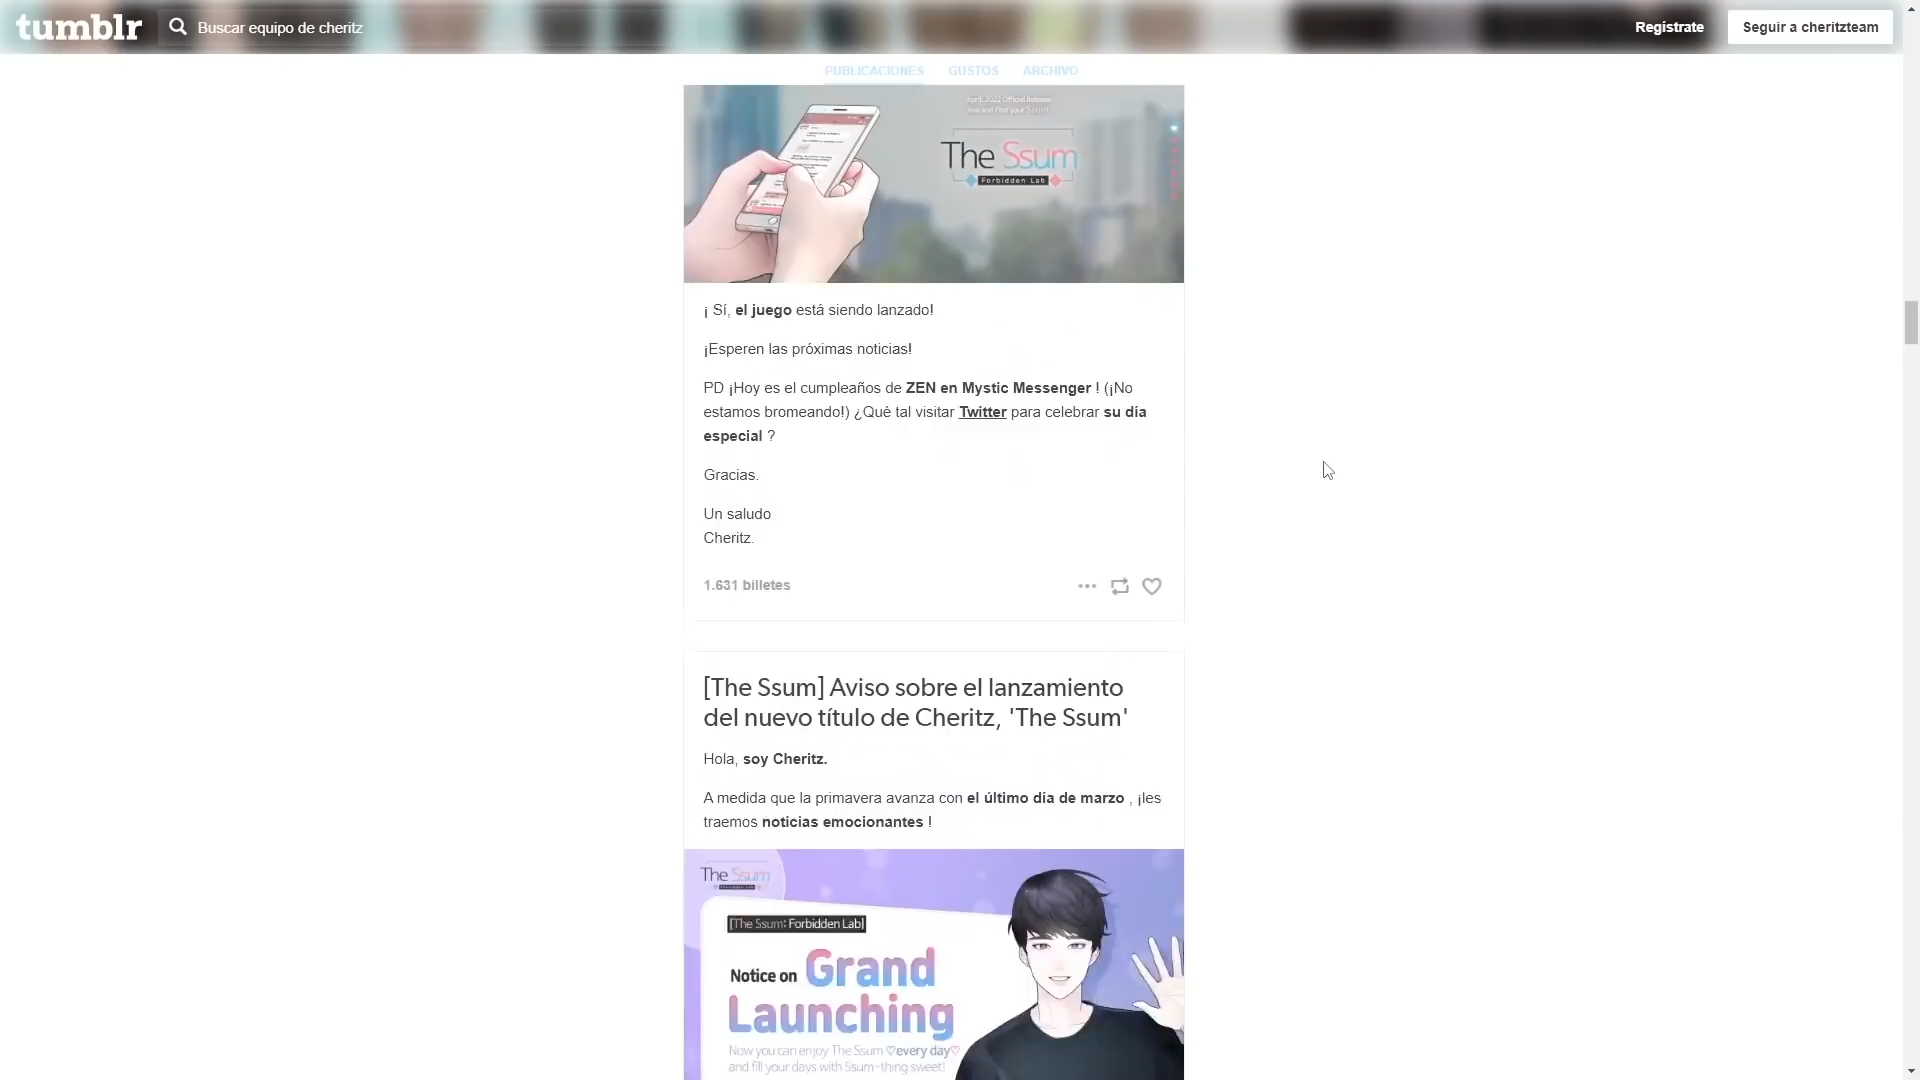 tumblr
Buscar equipo de cheritz
Regístrate
Seguir a cheritzteam
PUBLICACIONES GUSTOS ARCHIVO
April, 2022 Official Release
The Ssum
Forbidden Lab
¡ Sí, el juego está siendo lanzado!
¡Esperen las próximas noticias!
PD ¡Hoy es el cumpleaños de ZEN en Mystic Messenger ! (¡No
estamos bromeando!) ¿Qué tal visitar Twitter para celebrar su día
especial ?
Gracias.
Un saludo
Cheritz.
1.631 billetes
[The Ssum] Aviso sobre el lanzamiento
del nuevo título de Cheritz, 'The Ssum'
Hola, soy Cheritz.
A medida que la primavera avanza con el último día de marzo , ¡les
traemos noticias emocionantes !
The Ssum
[The Ssum: Forbidden Lab]
Notice on Grand
Launching
Now you can enjoy The Ssum ♡every day♡
and fill your days with Ssum-thing sweet!